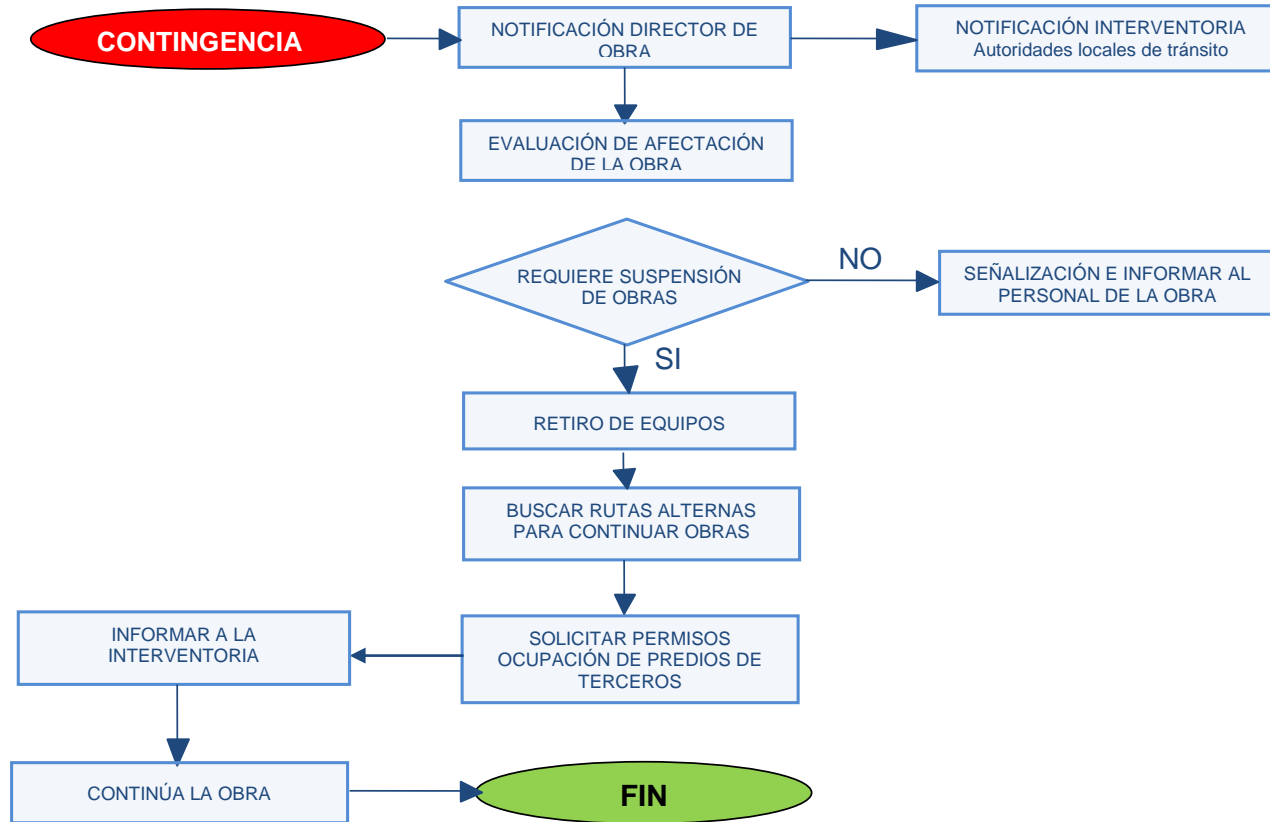 CONTINGENCIA
NOTIFICACIÓN DIRECTOR DE
OBRA
NOTIFICACIÓN INTERVENTORIA
Autoridades locales de tránsito
EVALUACIÓN DE AFECTACIÓN
DE LA OBRA
REQUIERE SUSPENSIÓN
DE OBRAS
NO
SEÑALIZACIÓN E INFORMAR AL
PERSONAL DE LA OBRA
SI
RETIRO DE EQUIPOS
BUSCAR RUTAS ALTERNAS
PARA CONTINUAR OBRAS
SOLICITAR PERMISOS
OCUPACIÓN DE PREDIOS DE
TERCEROS
INFORMAR A LA
INTERVENTORIA
CONTINÚA LA OBRA
FIN